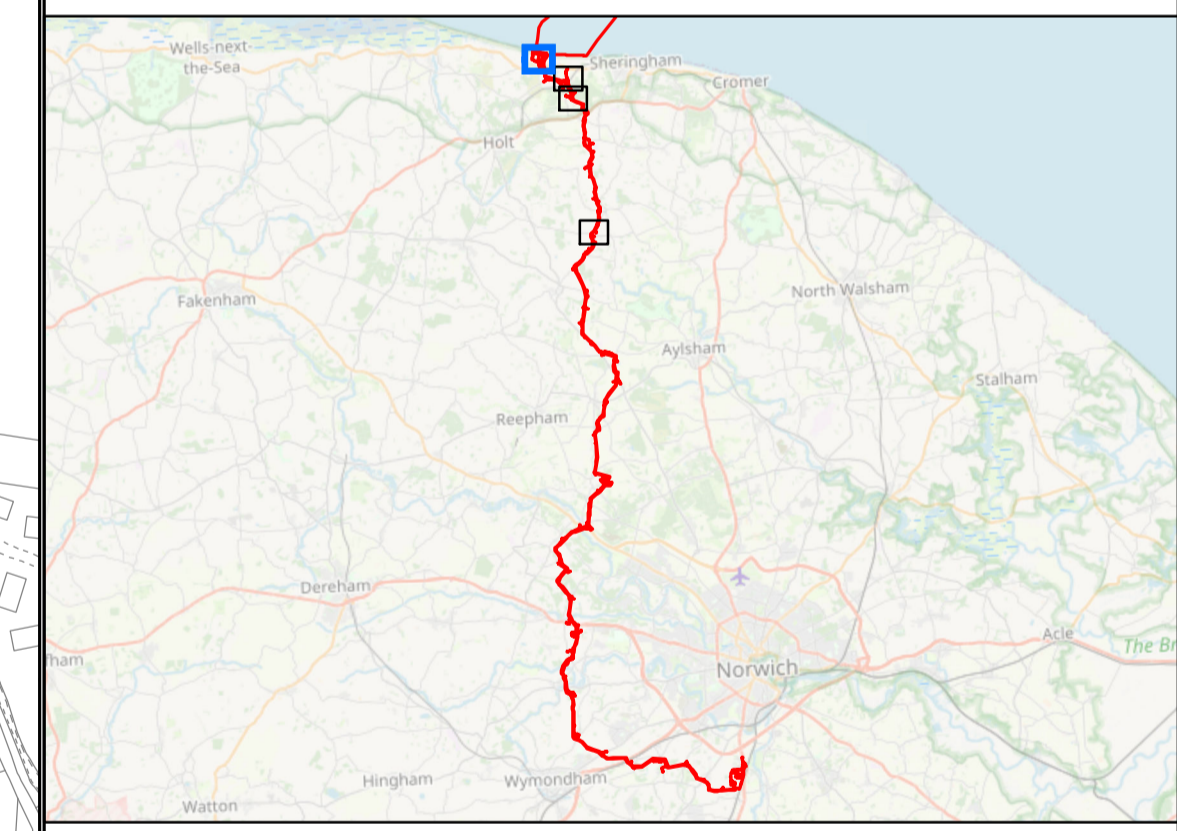 Wells-next-
the-Sea
Sheringham
Cromer
Holt
Fakenham
North Walsham
Aylsham
Stalham
Reepham
Dereham
Acle
The Br
fham
Norwich
Hingham
Wymondham
Watton